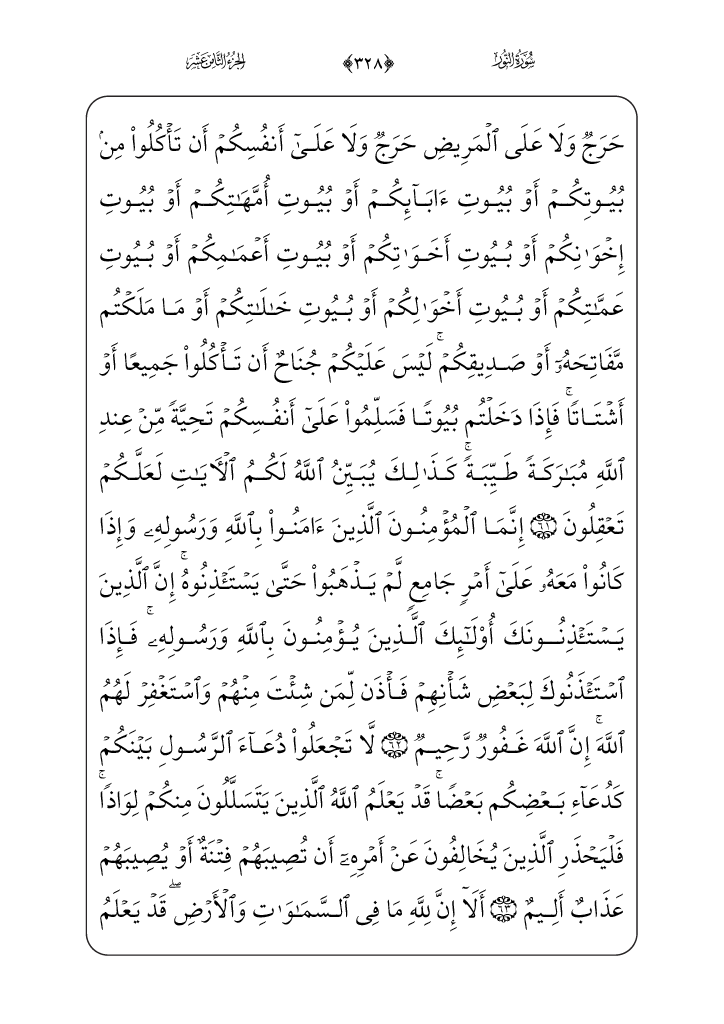 سُورَةُ النُّورِ ﴿٣٢٨﴾ الجُزْءُ الثَّامِنَ عَشَرَ
حَرَجٞ وَلَا عَلَى ٱلۡمَرِيضِ حَرَجٞ وَلَا عَلَىٰٓ أَنفُسِكُمۡ أَن تَأۡكُلُواْ مِنۢ
بُيُوتِكُمۡ أَوۡ بُيُوتِ ءَابَآئِكُمۡ أَوۡ بُيُوتِ أُمَّهَٰتِكُمۡ أَوۡ بُيُوتِ
إِخۡوَٰنِكُمۡ أَوۡ بُيُوتِ أَخَوَٰتِكُمۡ أَوۡ بُيُوتِ أَعۡمَٰمِكُمۡ أَوۡ بُيُوتِ
عَمَّٰتِكُمۡ أَوۡ بُيُوتِ أَخۡوَٰلِكُمۡ أَوۡ بُيُوتِ خَٰلَٰتِكُمۡ أَوۡ مَا مَلَكۡتُم
مَّفَاتِحَهُۥٓ أَوۡ صَدِيقِكُمۡۚ لَيۡسَ عَلَيۡكُمۡ جُنَاحٌ أَن تَأۡكُلُواْ جَمِيعًا أَوۡ
أَشۡتَاتٗاۚ فَإِذَا دَخَلۡتُم بُيُوتٗا فَسَلِّمُواْ عَلَىٰٓ أَنفُسِكُمۡ تَحِيَّةٗ مِّنۡ عِندِ
ٱللَّهِ مُبَٰرَكَةٗ طَيِّبَةٗۚ كَذَٰلِكَ يُبَيِّنُ ٱللَّهُ لَكُمُ ٱلۡأٓيَٰتِ لَعَلَّكُمۡ
تَعۡقِلُونَ ٦١ إِنَّمَا ٱلۡمُؤۡمِنُونَ ٱلَّذِينَ ءَامَنُواْ بِٱللَّهِ وَرَسُولِهِۦ وَإِذَا
كَانُواْ مَعَهُۥ عَلَىٰٓ أَمۡرٖ جَامِعٖ لَّمۡ يَذۡهَبُواْ حَتَّىٰ يَسۡتَـٔۡذِنُوهُۚ إِنَّ ٱلَّذِينَ
يَسۡتَـٔۡذِنُونَكَ أُوْلَٰٓئِكَ ٱلَّذِينَ يُؤۡمِنُونَ بِٱللَّهِ وَرَسُولِهِۦۚ فَإِذَا
ٱسۡتَـٔۡذَنُوكَ لِبَعۡضِ شَأۡنِهِمۡ فَأۡذَن لِّمَن شِئۡتَ مِنۡهُمۡ وَٱسۡتَغۡفِرۡ لَهُمُ
ٱللَّهَۚ إِنَّ ٱللَّهَ غَفُورٞ رَّحِيمٞ ٦٢ لَّا تَجۡعَلُواْ دُعَآءَ ٱلرَّسُولِ بَيۡنَكُمۡ
كَدُعَآءِ بَعۡضِكُم بَعۡضٗاۚ قَدۡ يَعۡلَمُ ٱللَّهُ ٱلَّذِينَ يَتَسَلَّلُونَ مِنكُمۡ لِوَاذٗاۚ
فَلۡيَحۡذَرِ ٱلَّذِينَ يُخَالِفُونَ عَنۡ أَمۡرِهِۦٓ أَن تُصِيبَهُمۡ فِتۡنَةٌ أَوۡ يُصِيبَهُمۡ
عَذَابٌ أَلِيمٌ ٦٣ أَلَآ إِنَّ لِلَّهِ مَا فِي ٱلسَّمَٰوَٰتِ وَٱلۡأَرۡضِۖ قَدۡ يَعۡلَمُ